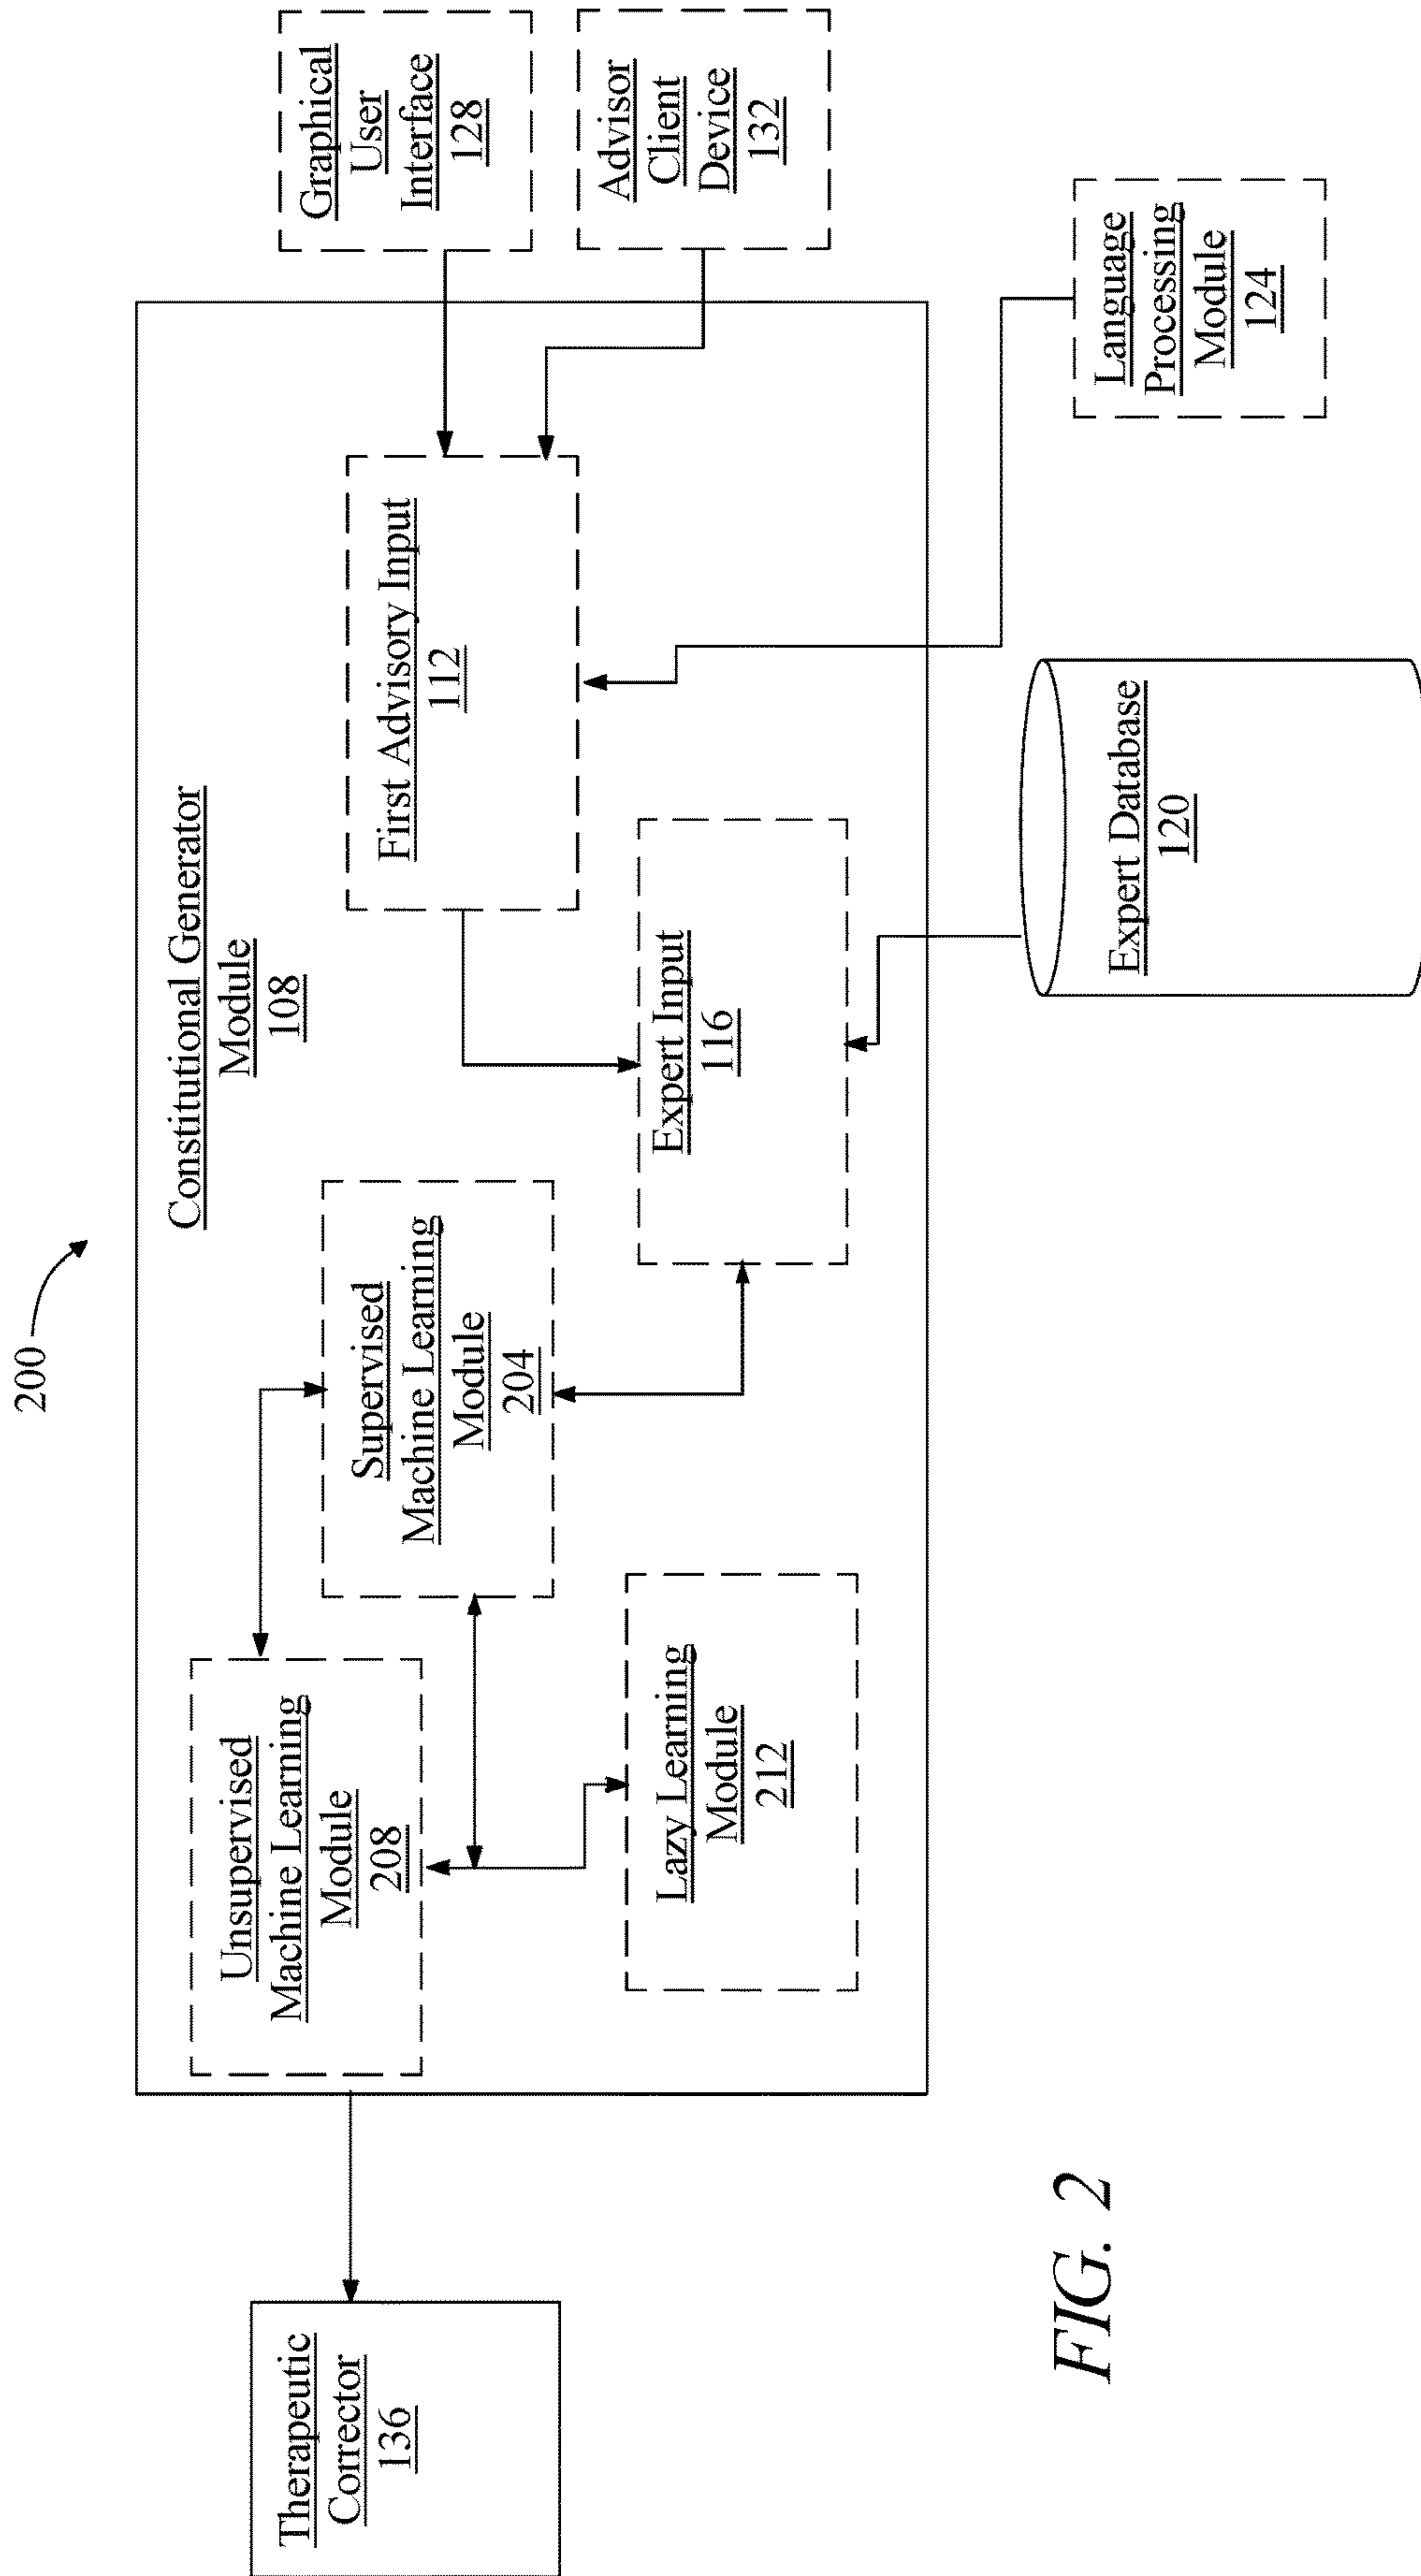 200
Constitutional Generator
Module
108
Therapeutic
Corrector
136
Unsupervised
Machine Learning
Module
208
Supervised
Machine Learning
Module
204
Lazy Learning
Module
212
First Advisory Input
112
Expert Input
116
Graphical
User
Interface
128
Advisor
Client
Device
132
Language
Processing
Module
124
Expert Database
120
FIG. 2